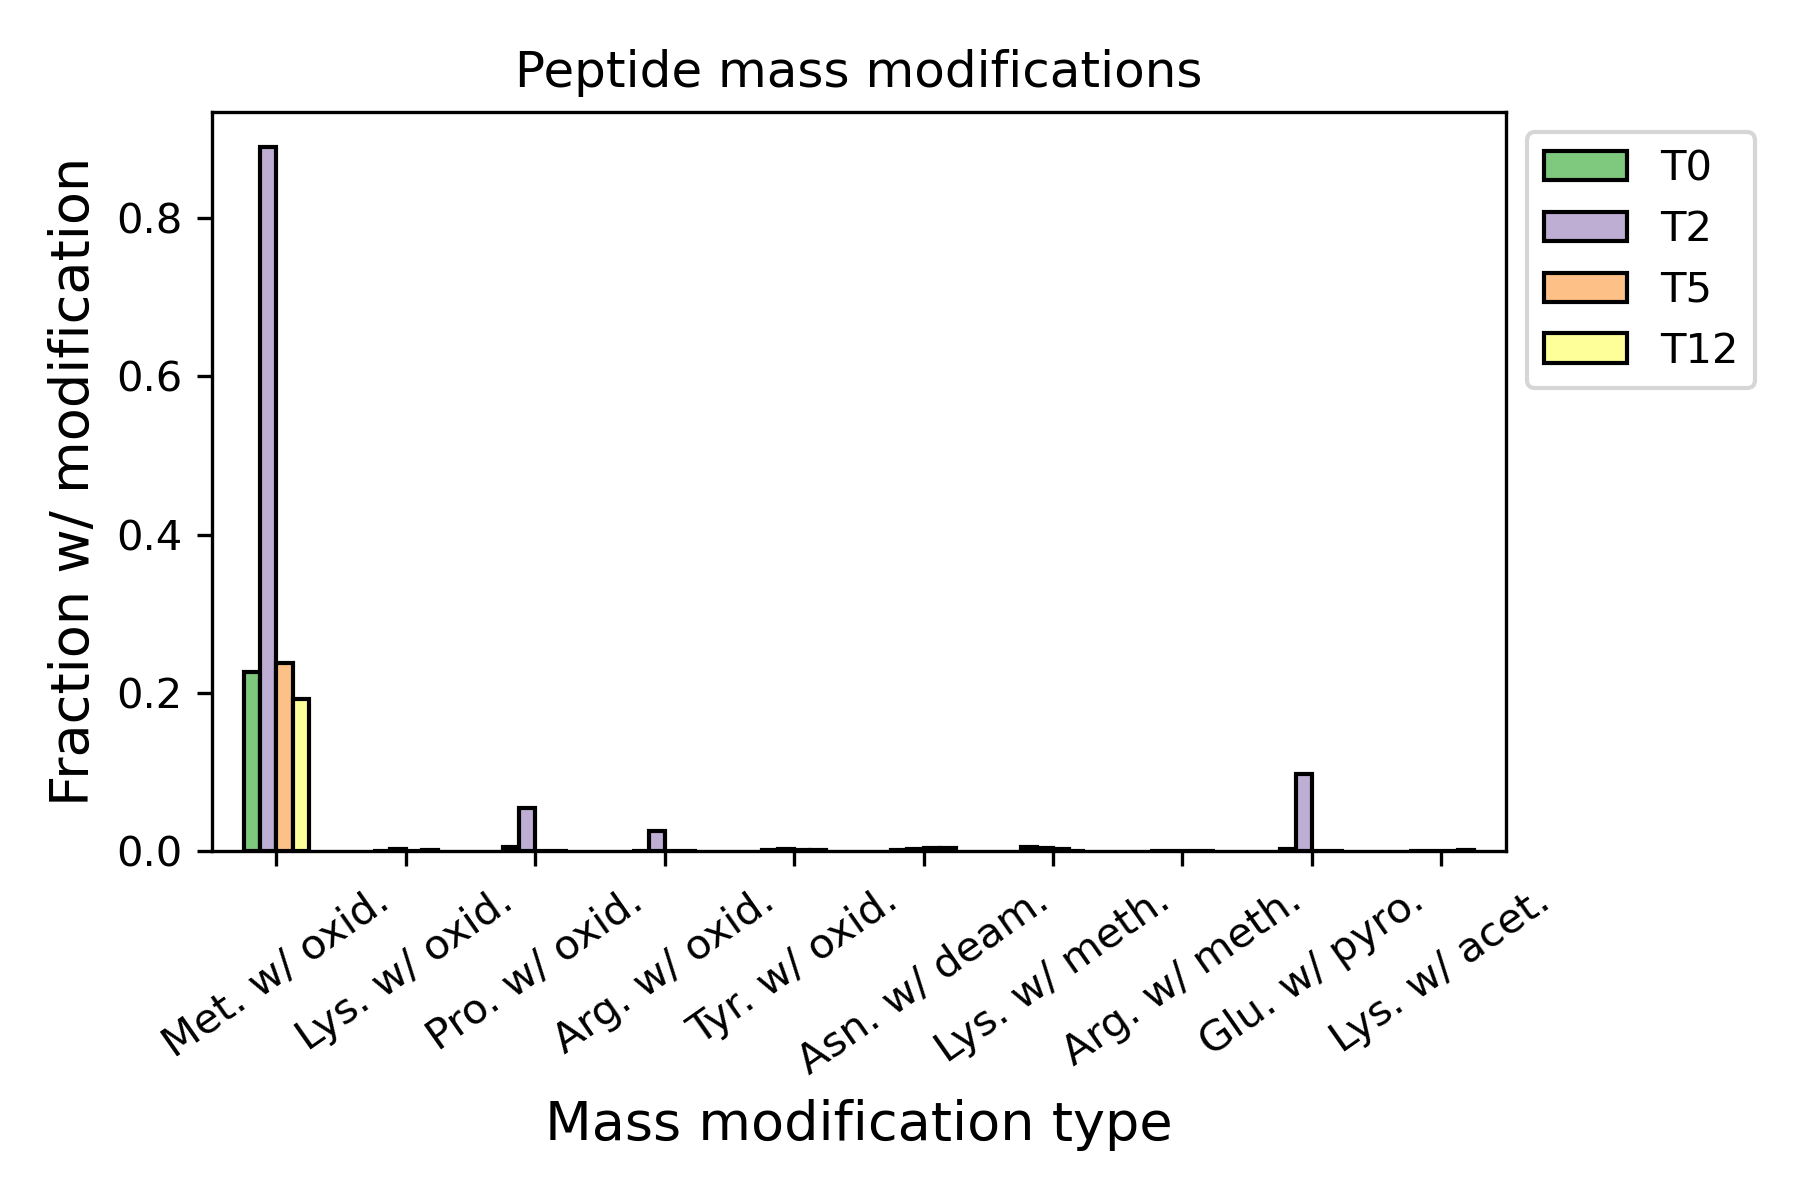 Peptide mass modifications
Fraction w/ modification
0.8
0.6
0.4
0.2
0.0
T0
T2
T5
T12
Met. w/ oxid.
Lys. w/ oxid.
Pro. w/ oxid.
Arg. w/ oxid.
Tyr. w/ oxid.
Asn. w/ deam.
Lys. w/ meth.
Arg. w/ meth.
Glu. w/ pyro.
Lys. w/ acet.
Mass modification type